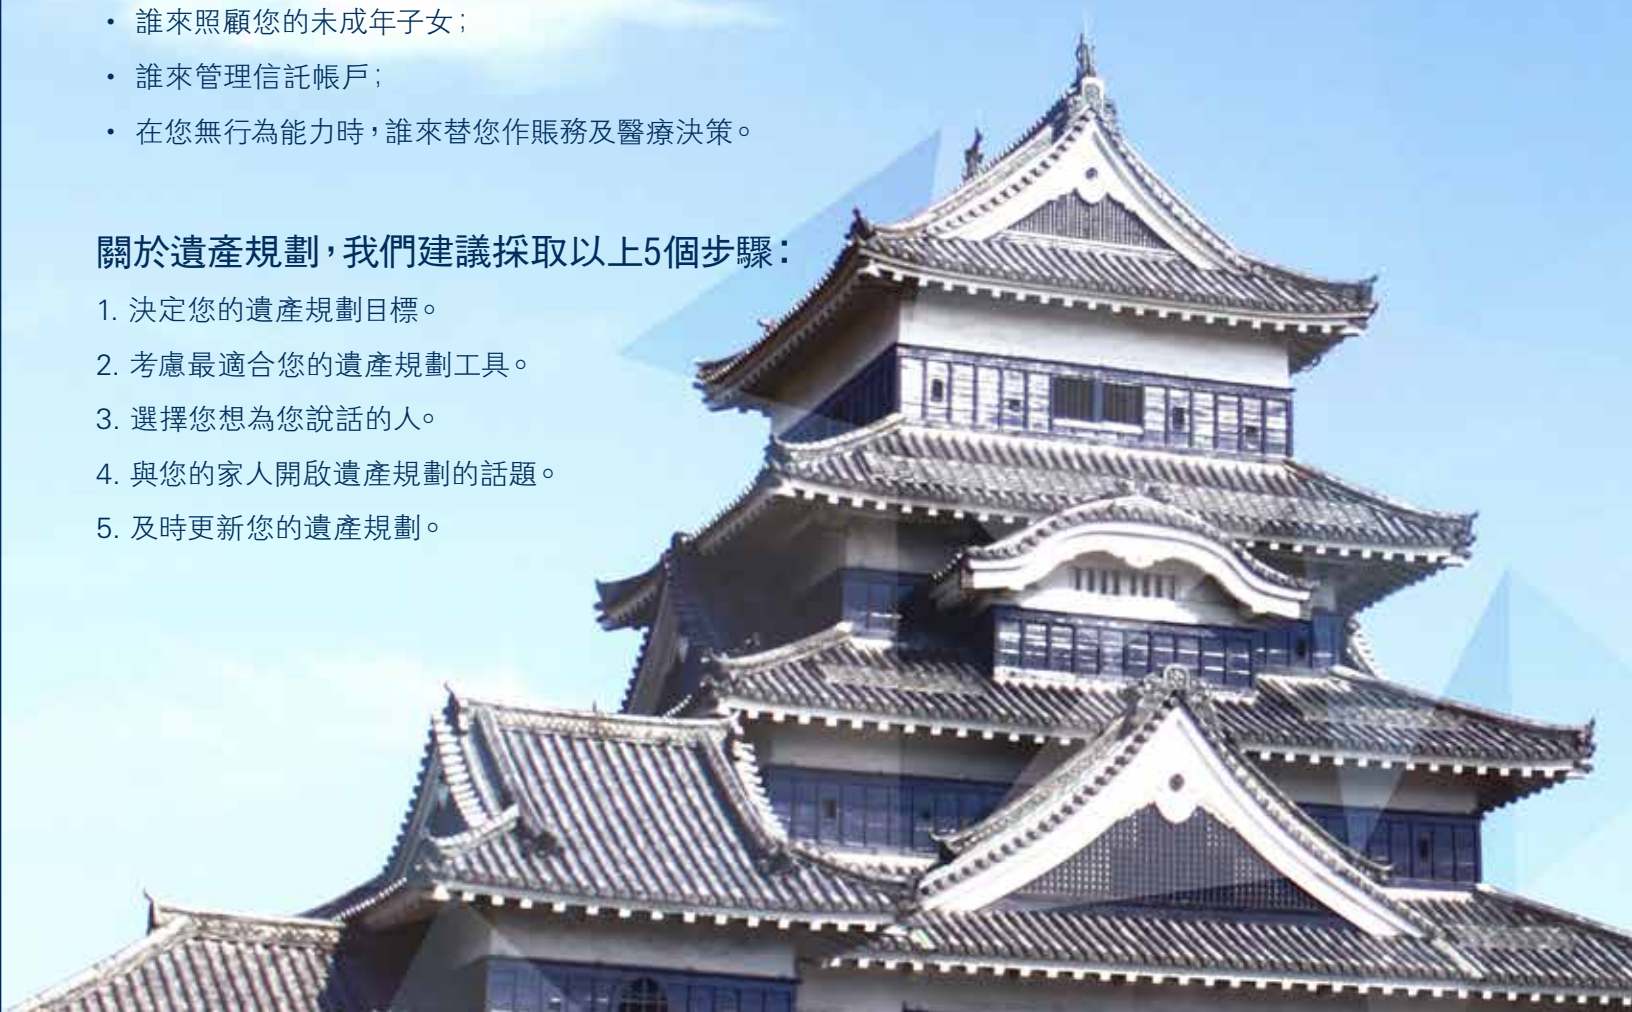 • 誰來照顧您的未成年子女；
• 誰來管理信託帳戶；
• 在您無行為能力時，誰來替您作賬務及醫療決策。
關於遺產規劃，我們建議採取以上5個步驟：
1. 決定您的遺產規劃目標。
2. 考慮最適合您的遺產規劃工具。
3. 選擇您想為您說話的人。
4. 與您的家人開啟遺產規劃的話題。
5. 及時更新您的遺產規劃。